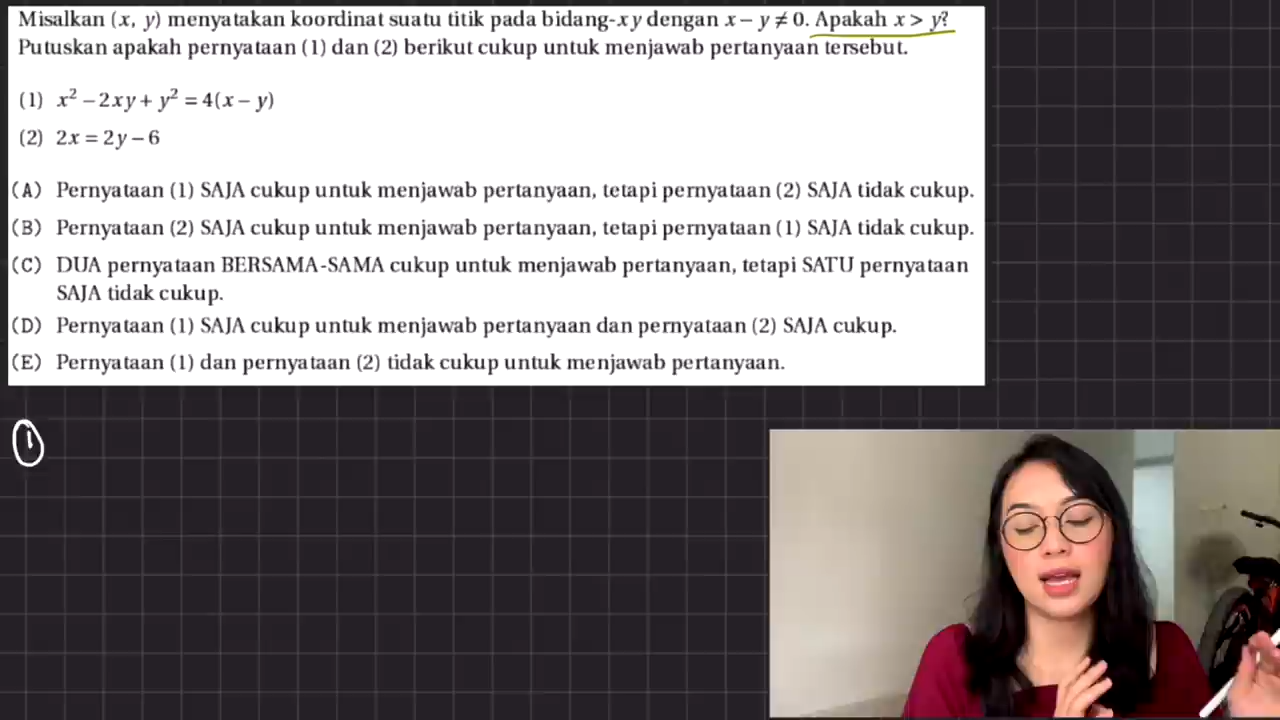 Misalkan (x, y) menyatakan koordinat suatu titik pada bidang-xy dengan x − y ≠ 0. Apakah x > y?
Putuskan apakah pernyataan (1) dan (2) berikut cukup untuk menjawab pertanyaan tersebut.
(1) x² − 2xy + y² = 4(x − y)
(2) 2x = 2y − 6
(A) Pernyataan (1) SAJA cukup untuk menjawab pertanyaan, tetapi pernyataan (2) SAJA tidak cukup.
(B) Pernyataan (2) SAJA cukup untuk menjawab pertanyaan, tetapi pernyataan (1) SAJA tidak cukup.
(C) DUA pernyataan BERSAMA-SAMA cukup untuk menjawab pertanyaan, tetapi SATU pernyataan
SAJA tidak cukup.
(D) Pernyataan (1) SAJA cukup untuk menjawab pertanyaan dan pernyataan (2) SAJA cukup.
(E) Pernyataan (1) dan pernyataan (2) tidak cukup untuk menjawab pertanyaan.
①